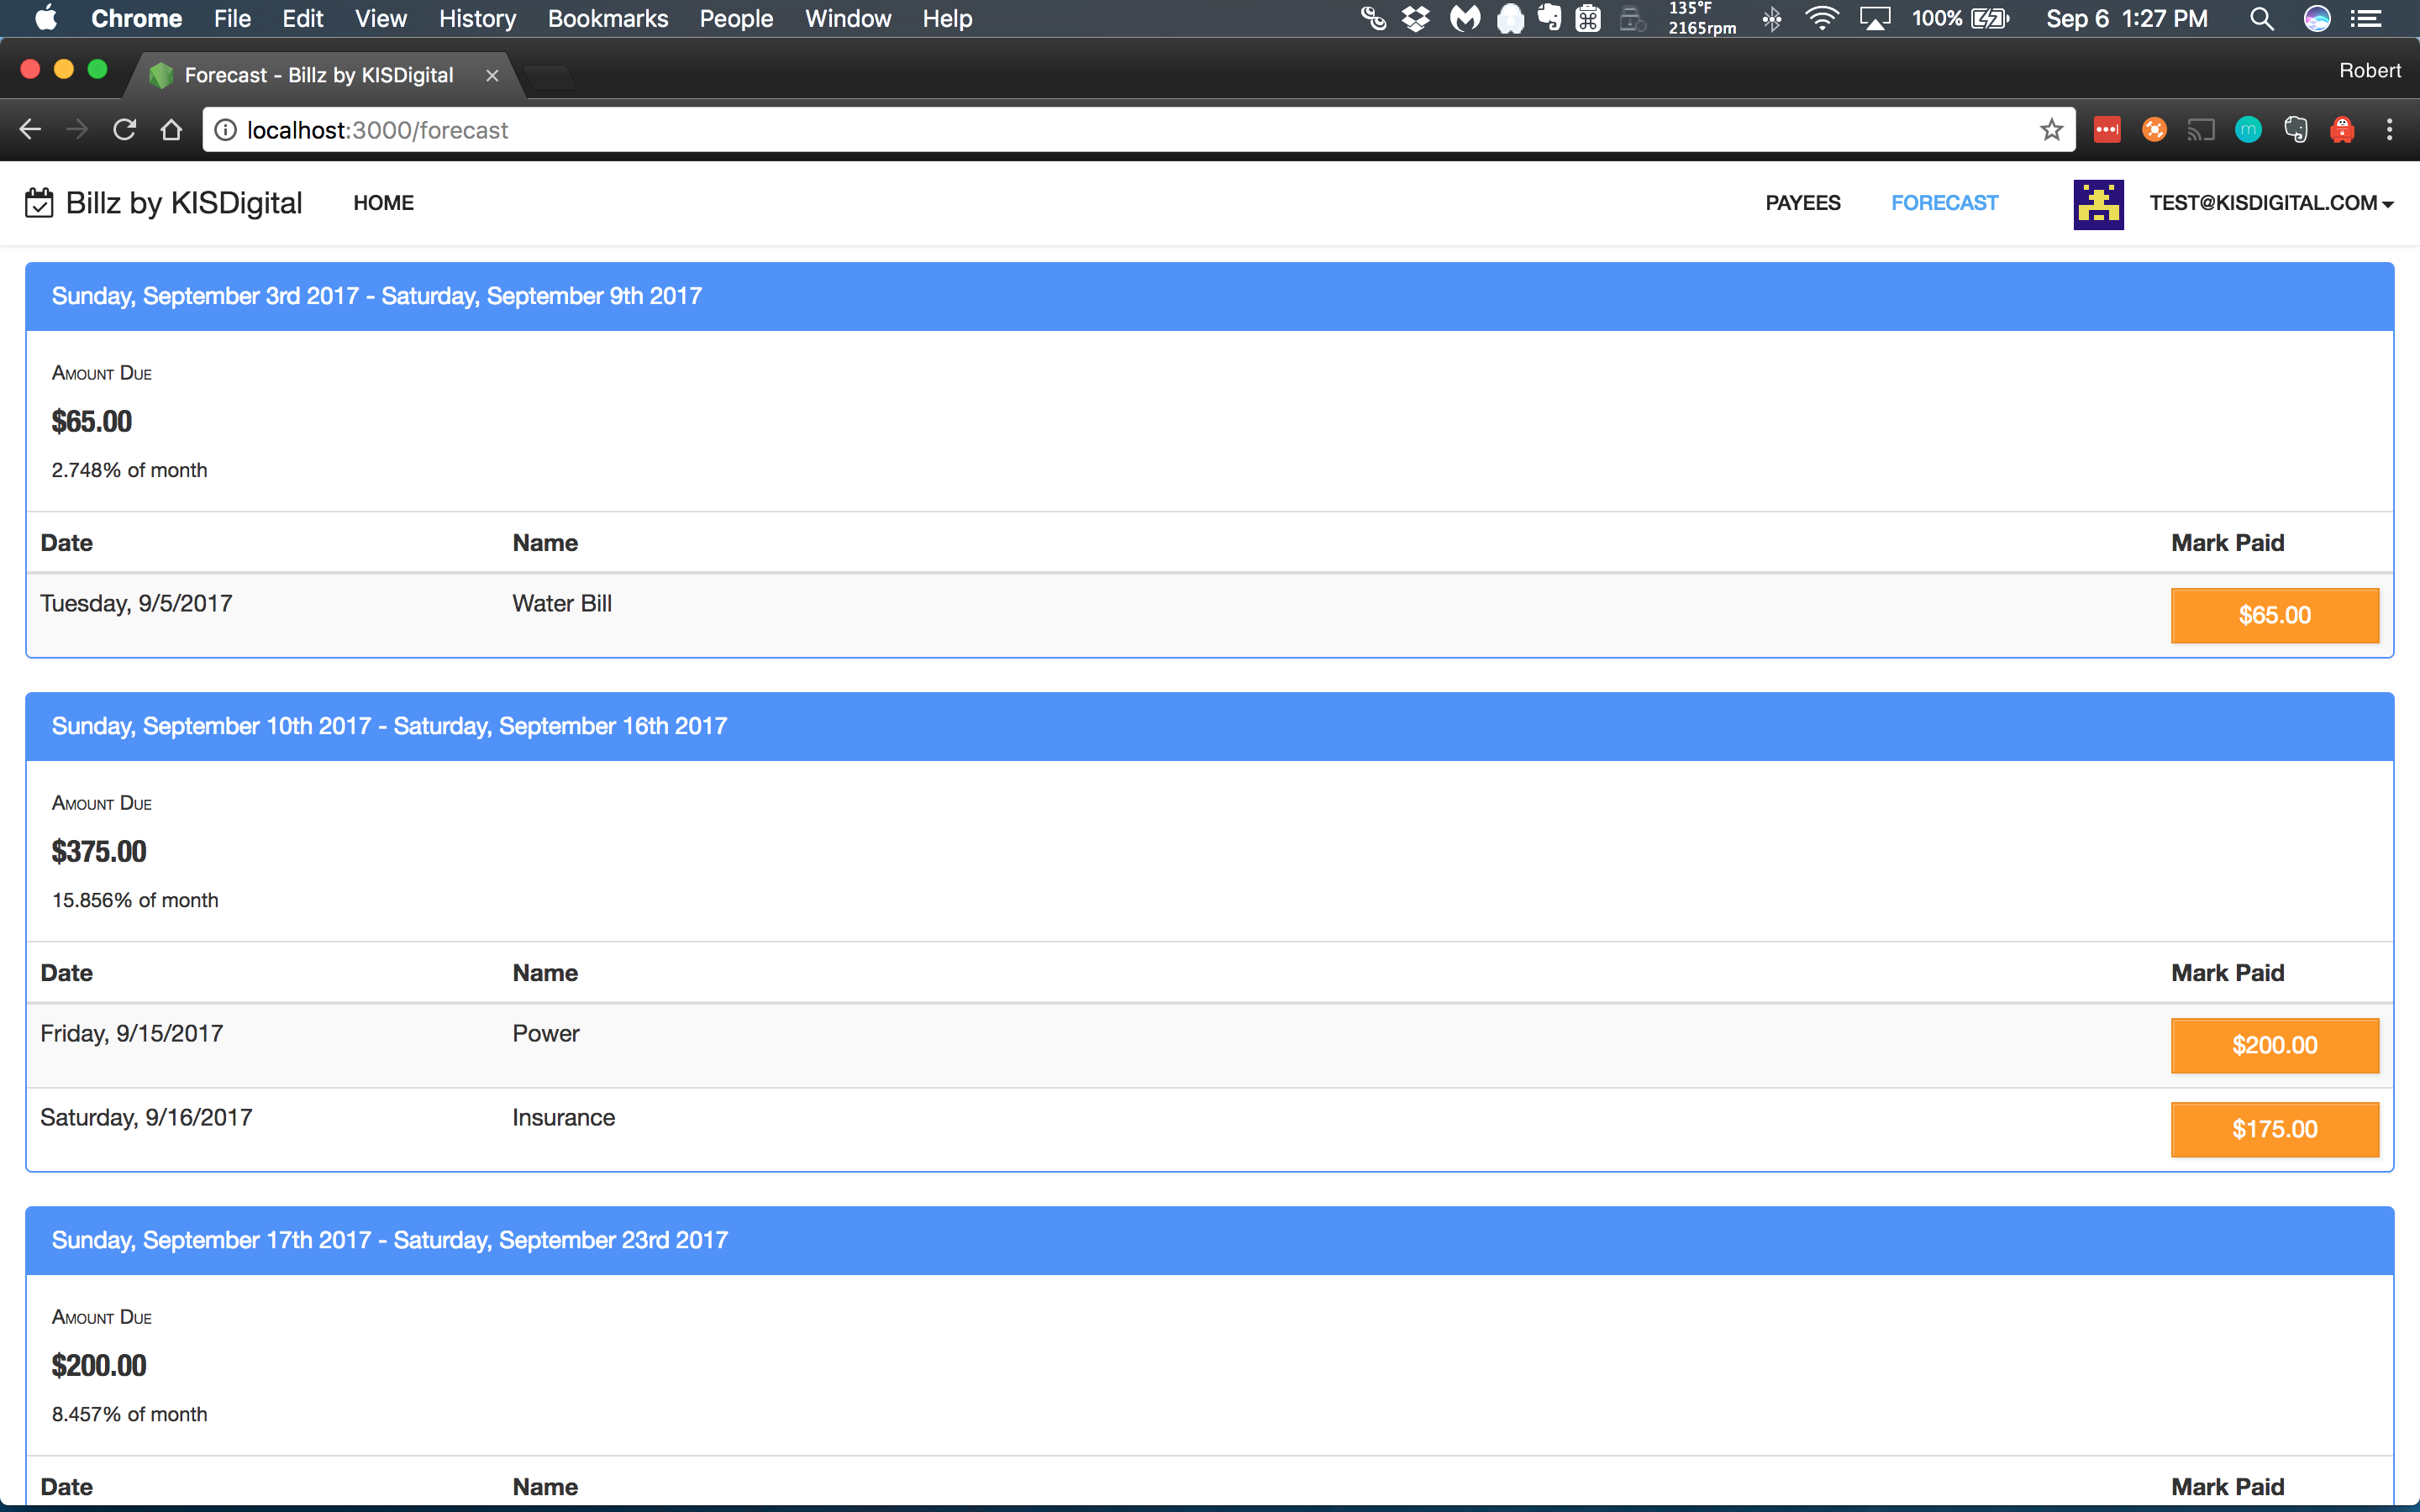 Chrome File Edit View History Bookmarks People Window Help 135°F 2165rpm 100% Sep 6 1:27 PM
Forecast - Billz by KISDigital Robert
localhost:3000/forecast m
Billz by KISDigital HOME PAYEES FORECAST TEST@KISDIGITAL.COM
Sunday, September 3rd 2017 - Saturday, September 9th 2017
Amount Due
$65.00
2.748% of month
Date Name Mark Paid
Tuesday, 9/5/2017 Water Bill $65.00
Sunday, September 10th 2017 - Saturday, September 16th 2017
Amount Due
$375.00
15.856% of month
Date Name Mark Paid
Friday, 9/15/2017 Power $200.00
Saturday, 9/16/2017 Insurance $175.00
Sunday, September 17th 2017 - Saturday, September 23rd 2017
Amount Due
$200.00
8.457% of month
Date Name Mark Paid